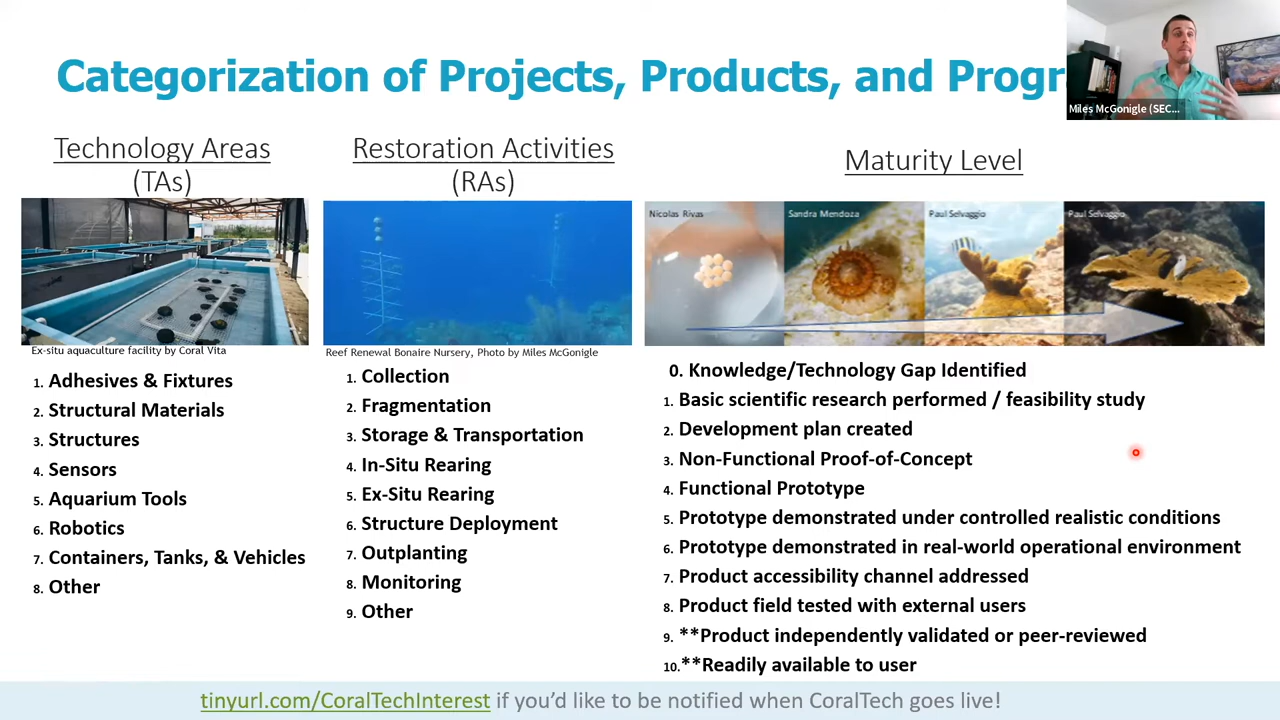 Categorization of Projects, Products, and Progr
Miles McGonigle (SEC...
Technology Areas
(TAs)
Ex-situ aquaculture facility by Coral Vita
1. Adhesives & Fixtures
2. Structural Materials
3. Structures
4. Sensors
5. Aquarium Tools
6. Robotics
7. Containers, Tanks, & Vehicles
8. Other
Restoration Activities
(RAs)
Reef Renewal Bonaire Nursery, Photo by Miles McGonigle
1. Collection
2. Fragmentation
3. Storage & Transportation
4. In-Situ Rearing
5. Ex-Situ Rearing
6. Structure Deployment
7. Outplanting
8. Monitoring
9. Other
Maturity Level
Nicolas Rivas
Sandra Mendoza
Paul Selvaggio
Paul Selvaggio
0. Knowledge/Technology Gap Identified
1. Basic scientific research performed / feasibility study
2. Development plan created
3. Non-Functional Proof-of-Concept
4. Functional Prototype
5. Prototype demonstrated under controlled realistic conditions
6. Prototype demonstrated in real-world operational environment
7. Product accessibility channel addressed
8. Product field tested with external users
9. **Product independently validated or peer-reviewed
10.**Readily available to user
tinyurl.com/CoralTechInterest if you'd like to be notified when CoralTech goes live!